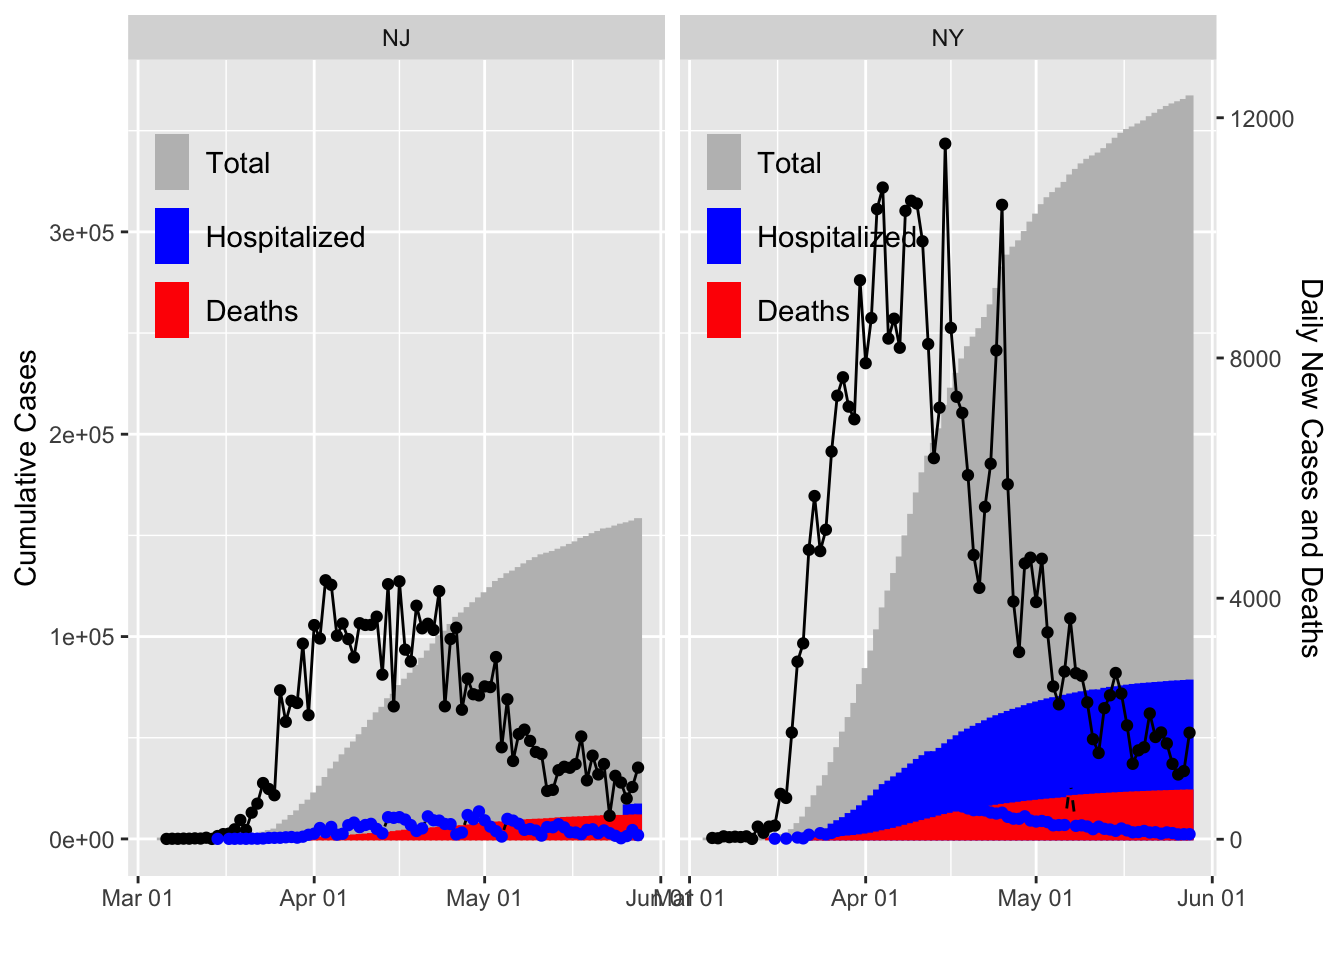 NJ
NY
Total
Hospitalized
Deaths
Total
Hospitalized
Deaths
Cumulative Cases
3e+05
2e+05
1e+05
0e+00
12000
8000
4000
0
Daily New Cases and Deaths
Mar 01
Apr 01
May 01
Jun 01
Mar 01
Apr 01
May 01
Jun 01